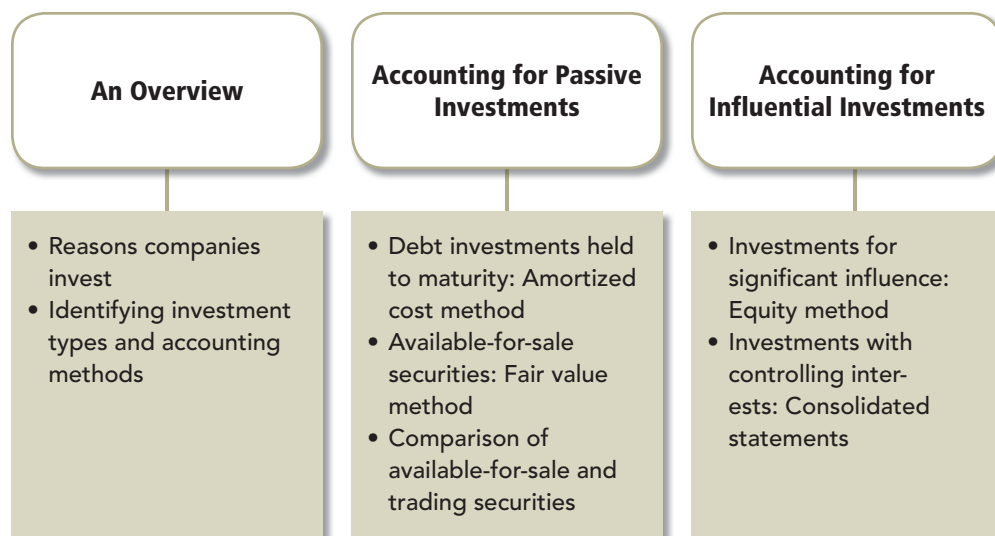 An Overview
• Reasons companies
invest
• Identifying investment
types and accounting
methods
Accounting for Passive
Investments
• Debt investments held
to maturity: Amortized
cost method
• Available-for-sale
securities: Fair value
method
• Comparison of
available-for-sale and
trading securities
Accounting for
Influential Investments
• Investments for
significant influence:
Equity method
• Investments with
controlling inter-
ests: Consolidated
statements